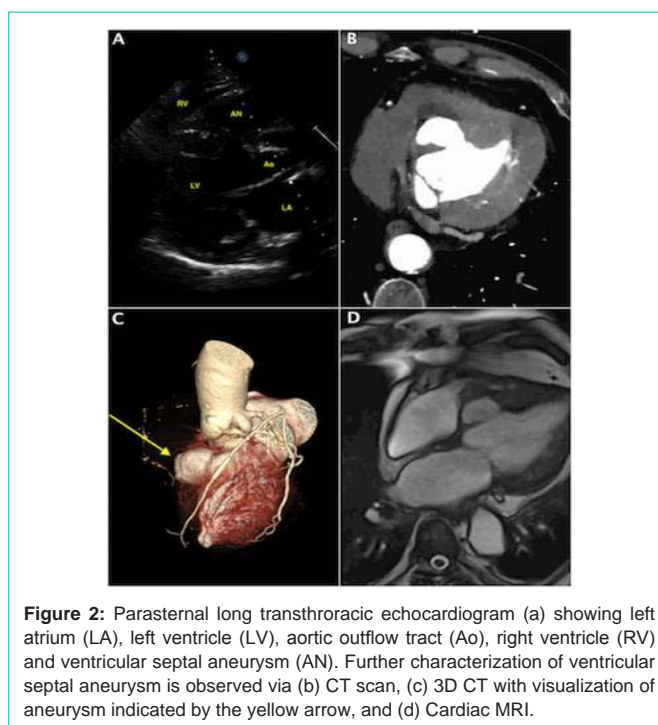 A
B
RV
AN
Ao
LV
LA
C
D
Figure 2: Parasternal long transthroracic echocardiogram (a) showing left
atrium (LA), left ventricle (LV), aortic outflow tract (Ao), right ventricle (RV)
and ventricular septal aneurysm (AN). Further characterization of ventricular
septal aneurysm is observed via (b) CT scan, (c) 3D CT with visualization of
aneurysm indicated by the yellow arrow, and (d) Cardiac MRI.